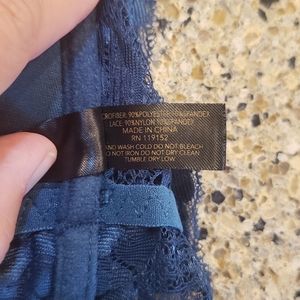 CROFIBER: 90%POLYESTER 10%SPANDEX
LACE: 90%NYLON 10%SPANDEX
MADE IN CHINA
RN 119152
AND WASH COLD DO NOT BLEACH
DO NOT IRON DO NOT DRY CLEAN
TUMBLE DRY LOW